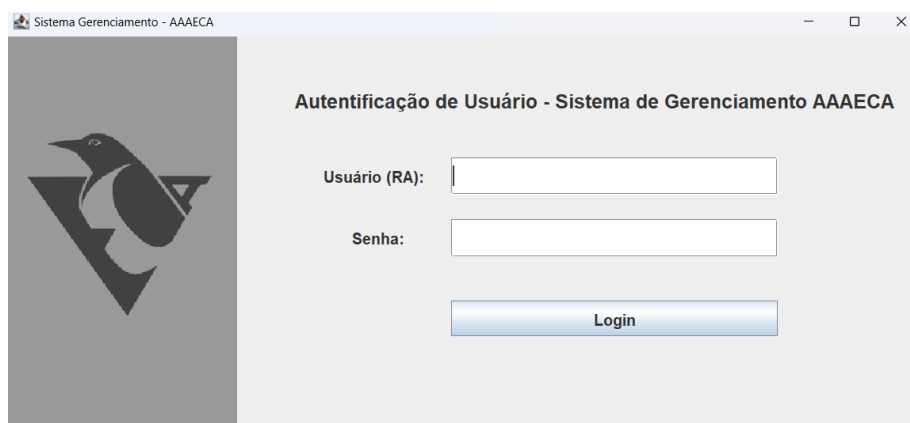 Sistema Gerenciamento - AAAECA
Autentificação de Usuário - Sistema de Gerenciamento AAAECA
Usuário (RA):
Senha:
Login